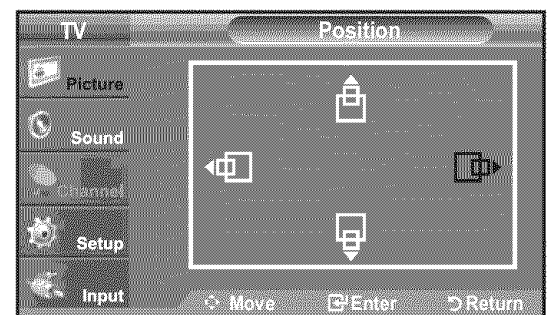 TV
Position
Picture
Sound
Channel
Setup
Input
Move Enter Return